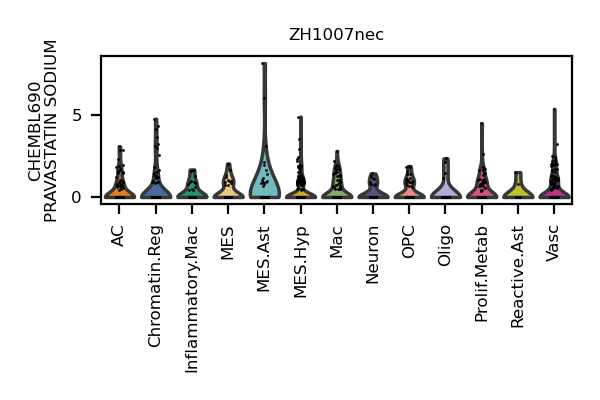 ZH1007nec
CHEMBL690
PRAVASTATIN SODIUM
5
0
AC
Chromatin.Reg
Inflammatory.Mac
MES
MES.Ast
MES.Hyp
Mac
Neuron
OPC
Oligo
Prolif.Metab
Reactive.Ast
Vasc